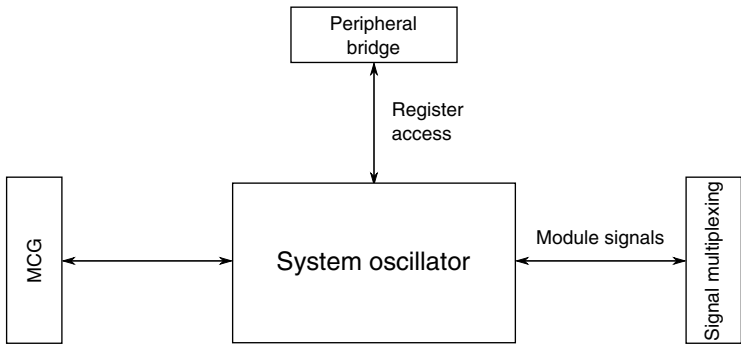 Peripheral
bridge
Register
access
MCG
System oscillator
Module signals
Signal multiplexing